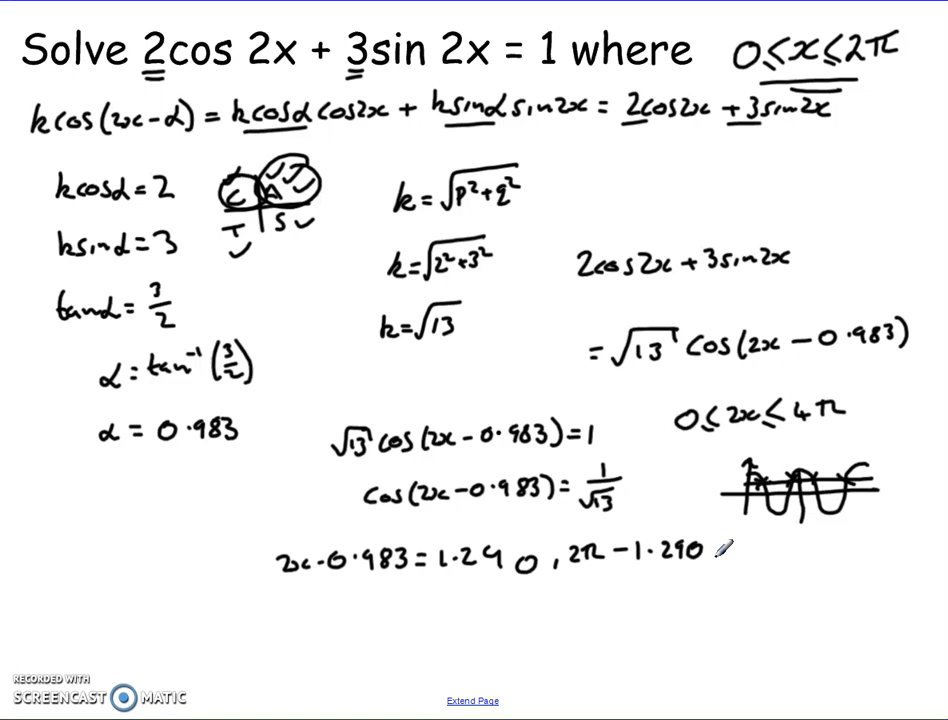 Solve 2cos 2x + 3sin 2x = 1 where 0≤x≤2π
kcos(2x-α) = kcosα cos2x + ksinα sin2x = 2cos2x + 3sin2x
kcosα = 2
ksinα = 3
tanα = 3/2
α = tan⁻¹(3/2)
α = 0.983
S A
T C
k = √p²+q²
k = √2²+3²
k = √13
2cos2x + 3sin2x
= √13 cos(2x - 0.983)
0 ≤ 2x ≤ 4π
√13 cos(2x - 0.983) = 1
cos(2x - 0.983) = 1/√13
2x - 0.983 = 1.290, 2π - 1.290
RECORDED WITH
SCREENCAST MATIC
Extend Page